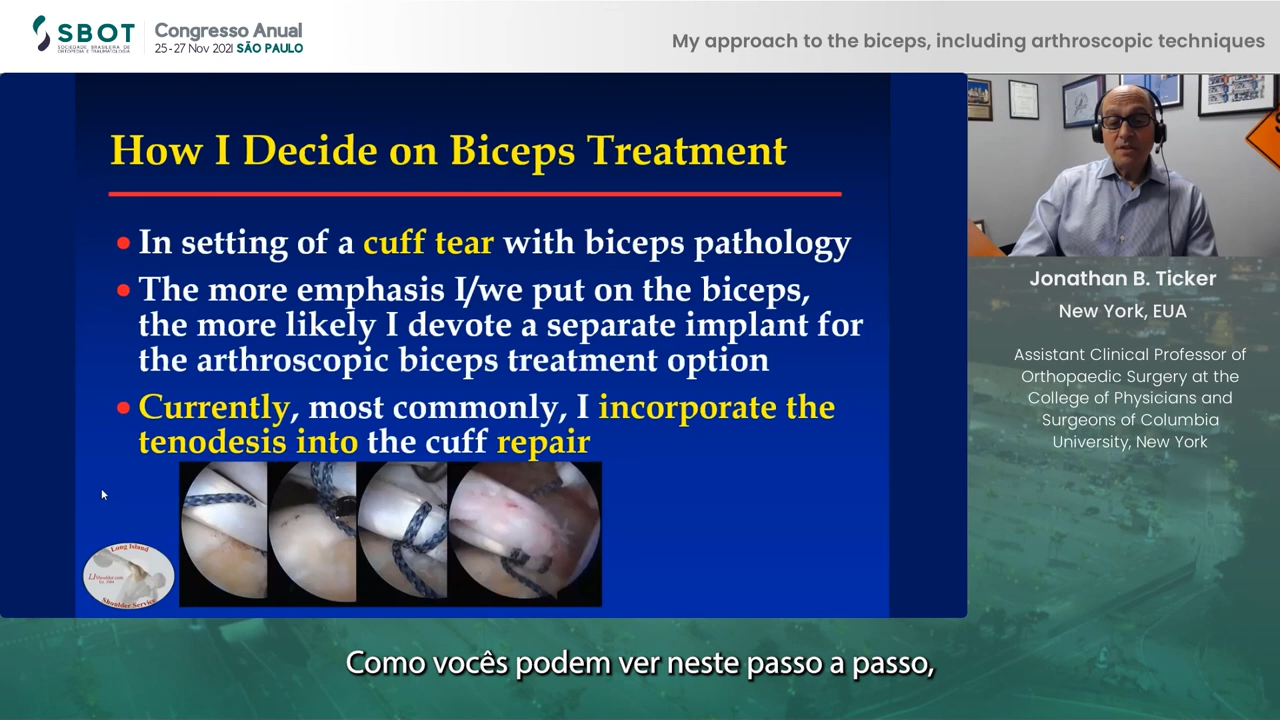 SBOT
SOCIEDADE BRASILEIRA DE
ORTOPEDIA E TRAUMATOLOGIA
Congresso Anual
25-27 Nov 2021 SÃO PAULO
My approach to the biceps, including arthroscopic techniques
How I Decide on Biceps Treatment
• In setting of a cuff tear with biceps pathology
• The more emphasis I/we put on the biceps,
the more likely I devote a separate implant for
the arthroscopic biceps treatment option
• Currently, most commonly, I incorporate the
tenodesis into the cuff repair
Long Island
LIShoulder.com
Shoulder Service
Jonathan B. Ticker
New York, EUA
Assistant Clinical Professor of
Orthopaedic Surgery at the
College of Physicians and
Surgeons of Columbia
University, New York
Como vocês podem ver neste passo a passo,